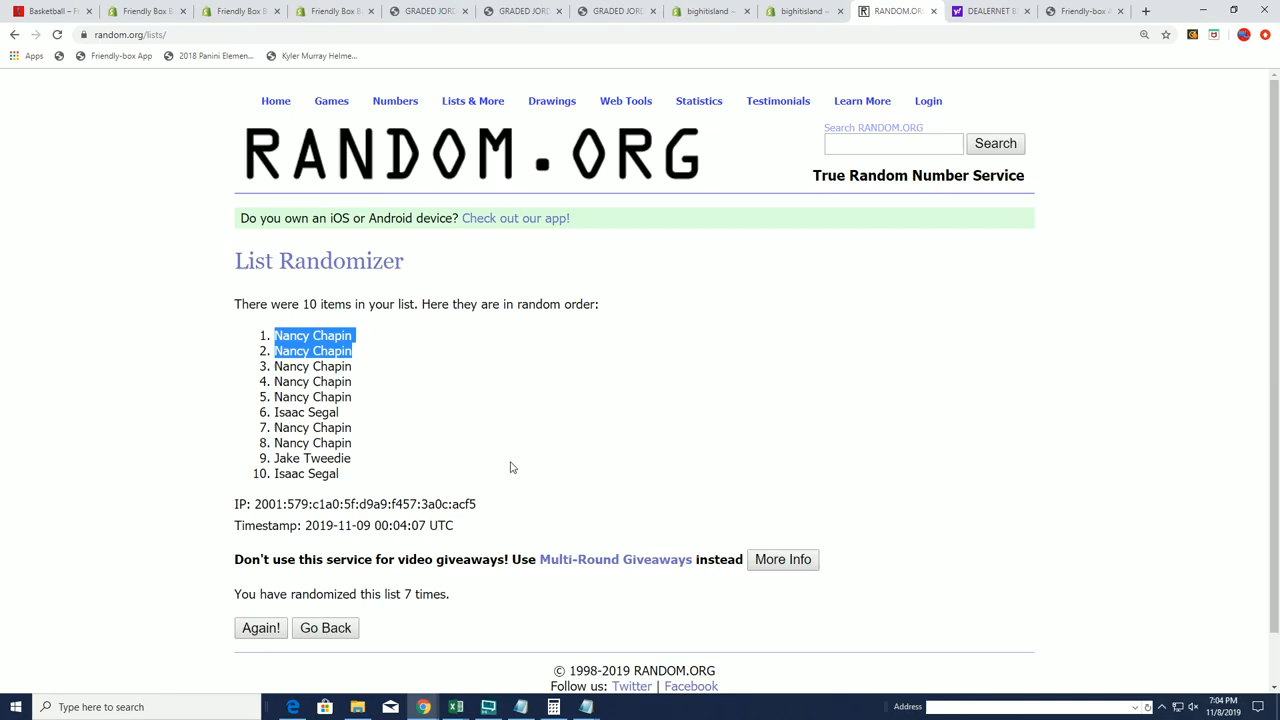 Basketball –
Friendly Box B
Friendly Box B
Friendly Box B
GRADED JORD
GRADED JORD
GRADED JORD
bighitisland –
bighitisland –
RANDOM.ORG
DEALERNET B
Friendly-box A
random.org/lists/
Apps
Friendly-box App
2018 Panini Elemen...
Kyler Murray Helme...
Home Games Numbers Lists & More Drawings Web Tools Statistics Testimonials Learn More Login
RANDOM.ORG
Search RANDOM.ORG
Search
True Random Number Service
Do you own an iOS or Android device? Check out our app!
List Randomizer
There were 10 items in your list. Here they are in random order:
1. Nancy Chapin
2. Nancy Chapin
3. Nancy Chapin
4. Nancy Chapin
5. Nancy Chapin
6. Isaac Segal
7. Nancy Chapin
8. Nancy Chapin
9. Jake Tweedie
10. Isaac Segal
IP: 2001:579:c1a0:5f:d9a9:f457:3a0c:acf5
Timestamp: 2019-11-09 00:04:07 UTC
Don't use this service for video giveaways! Use Multi-Round Giveaways instead More Info
You have randomized this list 7 times.
Again! Go Back
© 1998-2019 RANDOM.ORG
Follow us: Twitter | Facebook
Type here to search
Address
7:04 PM
11/8/2019